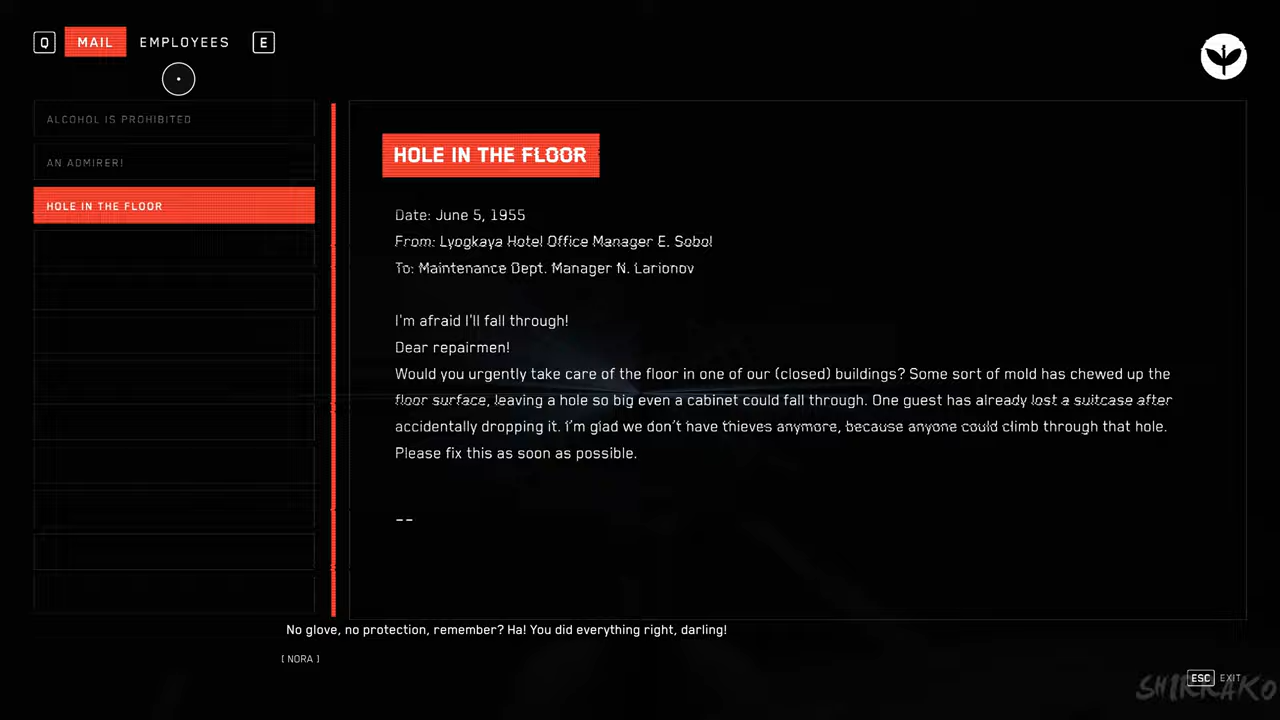 Q MAIL EMPLOYEES E
ALCOHOL IS PROHIBITED
AN ADMIRER!
HOLE IN THE FLOOR
HOLE IN THE FLOOR
Date: June 5, 1955
From: Lyogkaya Hotel Office Manager E. Sobol
To: Maintenance Dept. Manager N. Larionov
I'm afraid I'll fall through!
Dear repairmen!
Would you urgently take care of the floor in one of our (closed) buildings? Some sort of mold has chewed up the
floor surface, leaving a hole so big even a cabinet could fall through. One guest has already lost a suitcase after
accidentally dropping it. I'm glad we don't have thieves anymore, because anyone could climb through that hole.
Please fix this as soon as possible.
--
No glove, no protection, remember? Ha! You did everything right, darling!
[ NORA ]
ESC EXIT
SHIRRAKO